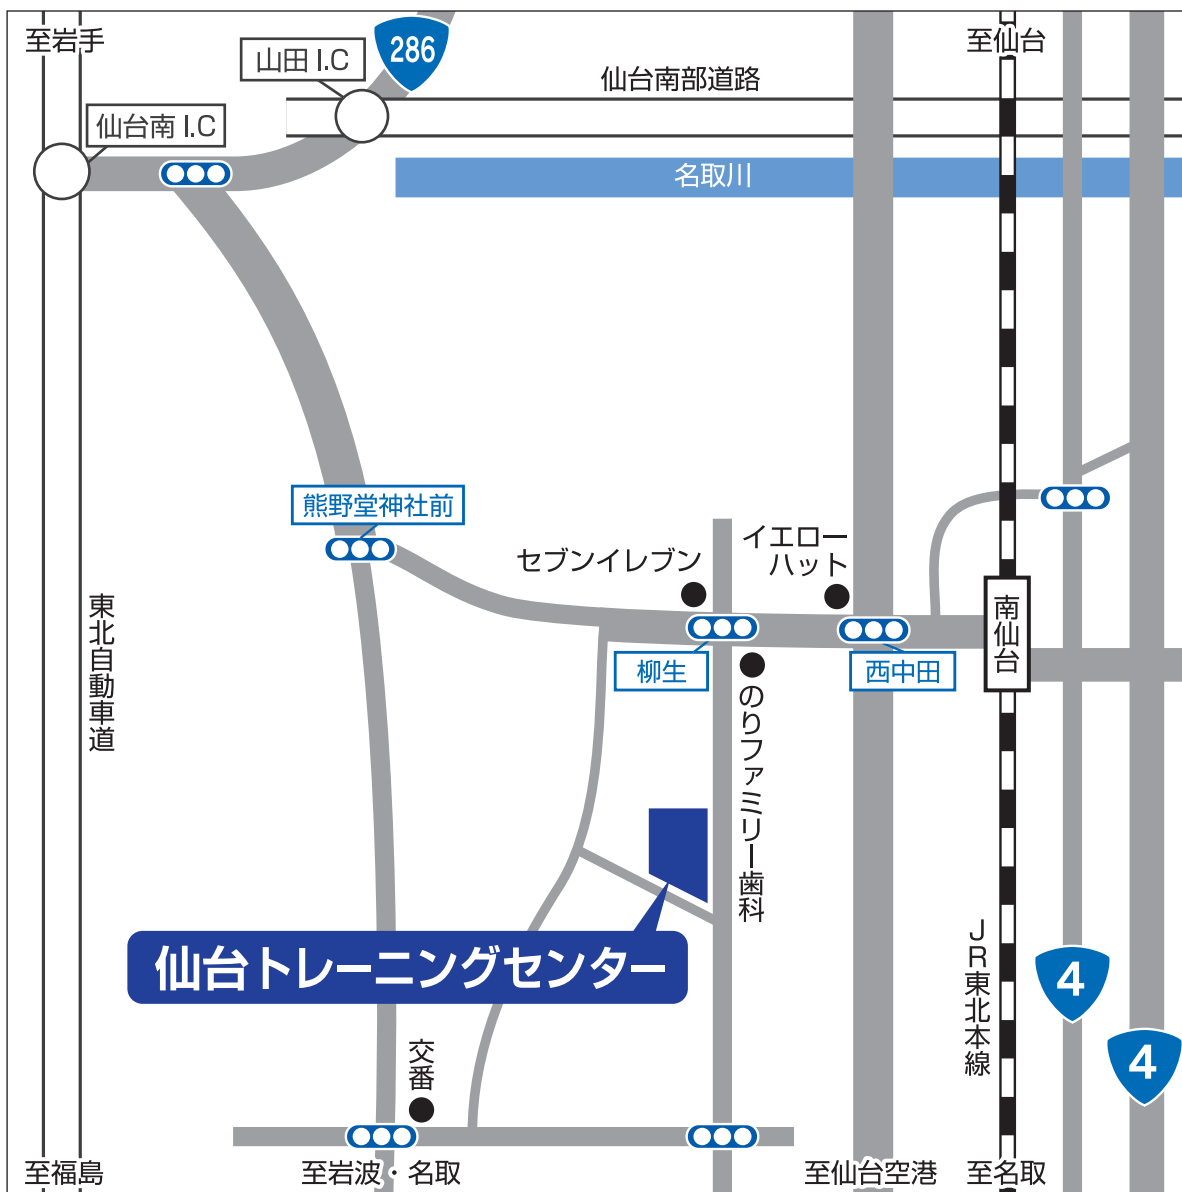 至岩手
山田 I.C
286
至仙台
仙台南部道路
仙台南 I.C
名取川
熊野堂神社前
セブンイレブン
イエロー
ハット
東北自動車道
南仙台
柳生
西中田
のりファミリー歯科
仙台トレーニングセンター
JR東北本線
4
4
交番
至福島
至岩波・名取
至仙台空港
至名取